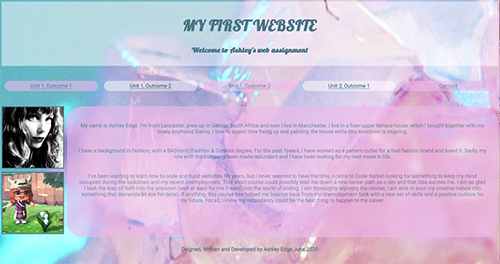 MY FIRST WEBSITE
Welcome to Ashley's web assignment
Unit 1, Outcome 1
Unit 1, Outcome 2
Unit 1, Outcome 3
Unit 2, Outcome 1
Contact
My name is Ashley Edge. I'm from Lancaster, grew up in George South Africa and now I live in Manchester. I live in a fixer-upper terrace house which I bought together with my
lovely boyfriend Danny. I love to spend time fixing up and painting the house while this lockdown is ongoing.
I have a background in fashion, with a BA(Hons) Fashion & Contour degree. For the past 7years, I have worked as a pattern cutter for a fast-fashion brand and loved it. Sadly, my
role with the company been made redundant and I have been looking for my next move in life.
I've been wanting to learn how to code and build websites for years, but I never seemed to have the time. I came to Code Nation looking for something to keep my mind
occupied during the lockdown and my recent unemployment. This short course could possibly lead me down a new career path as a dev and that idea excites me. I am so glad
I took the leap of faith into the unknown (well at least for me it was!) into the world of coding. I am thoroughly enjoying the course, I am able to pour my creative nature into
something that demands an eye for detail. If anything, this course has helped me bounce back from my unemployment funk with a new set of skills and a positive outlook for
my future. For all, I know my redundancy could be the best thing to happen to my career.
Deigned, Written and Developed by Ashley Edge June 2020